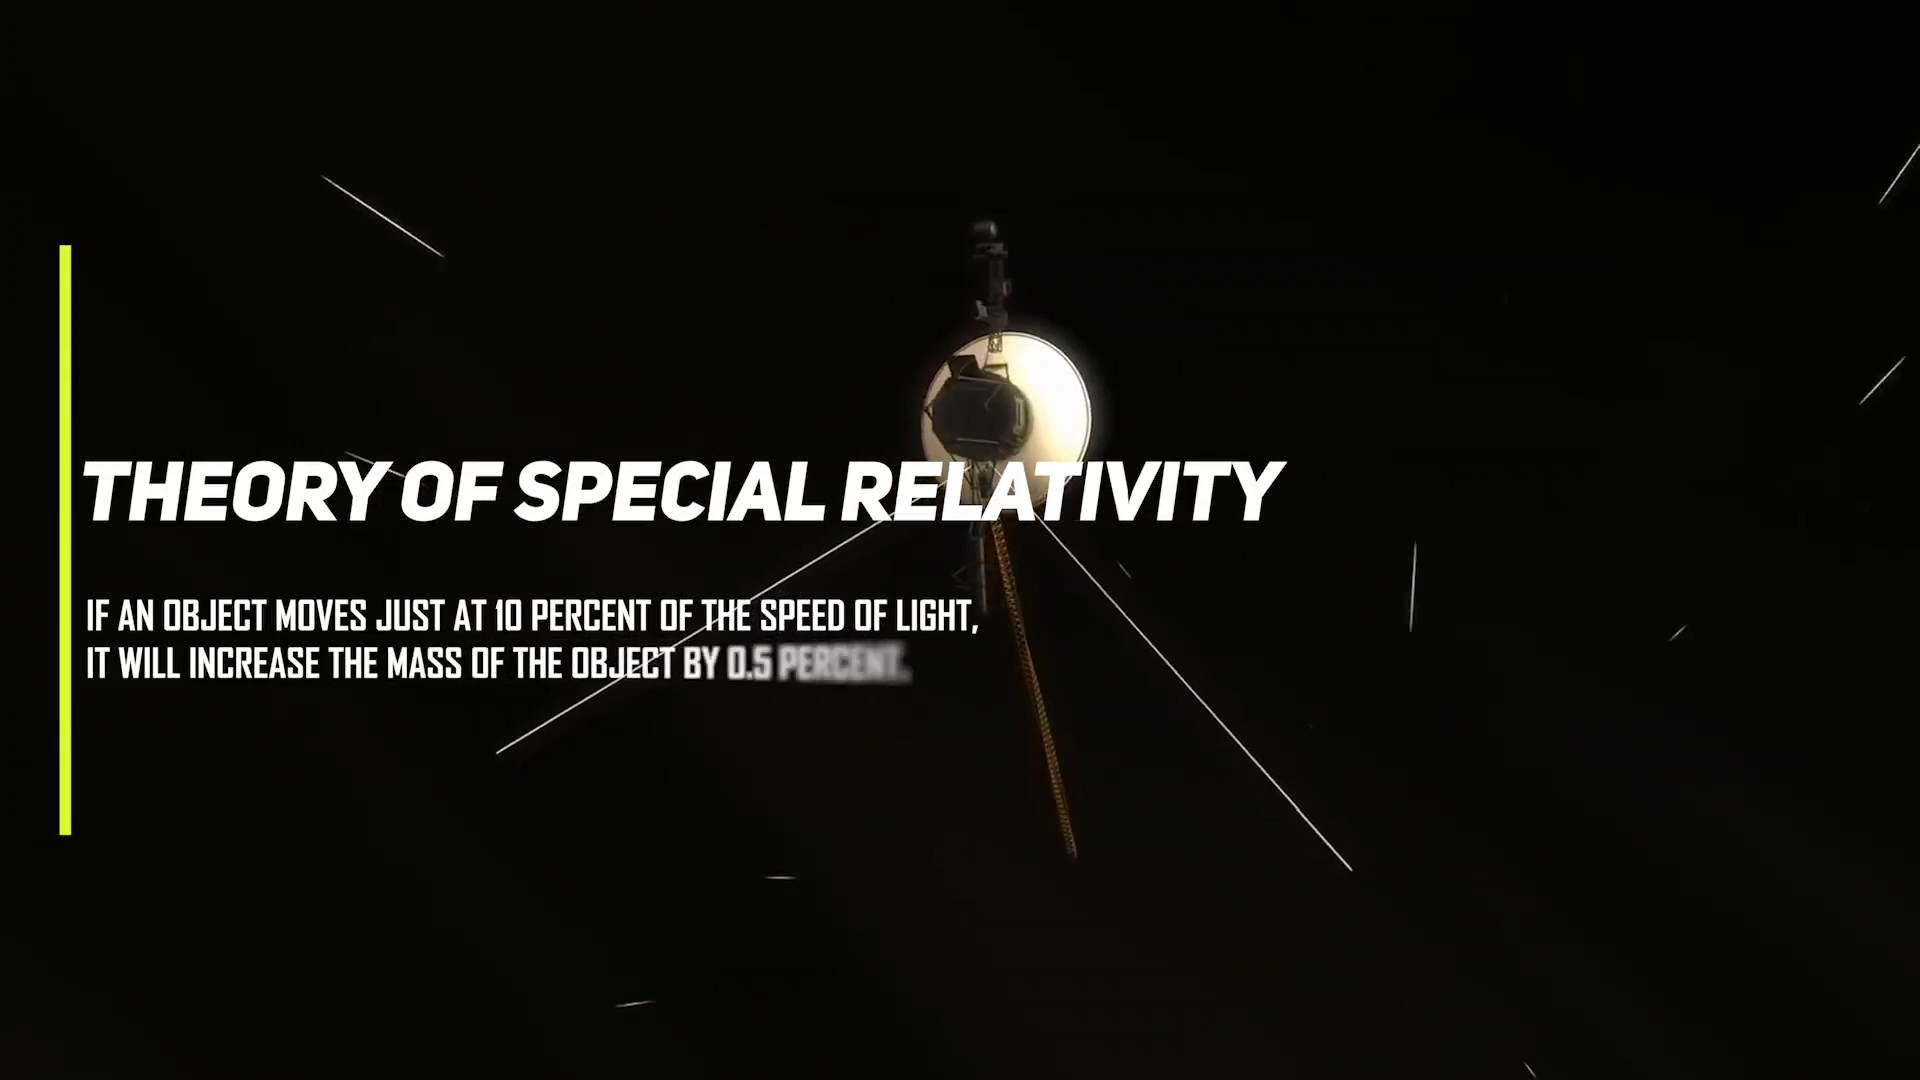 THEORY OF SPECIAL RELATIVITY
IF AN OBJECT MOVES JUST AT 10 PERCENT OF THE SPEED OF LIGHT,
IT WILL INCREASE THE MASS OF THE OBJECT BY 0.5 PERCENT.